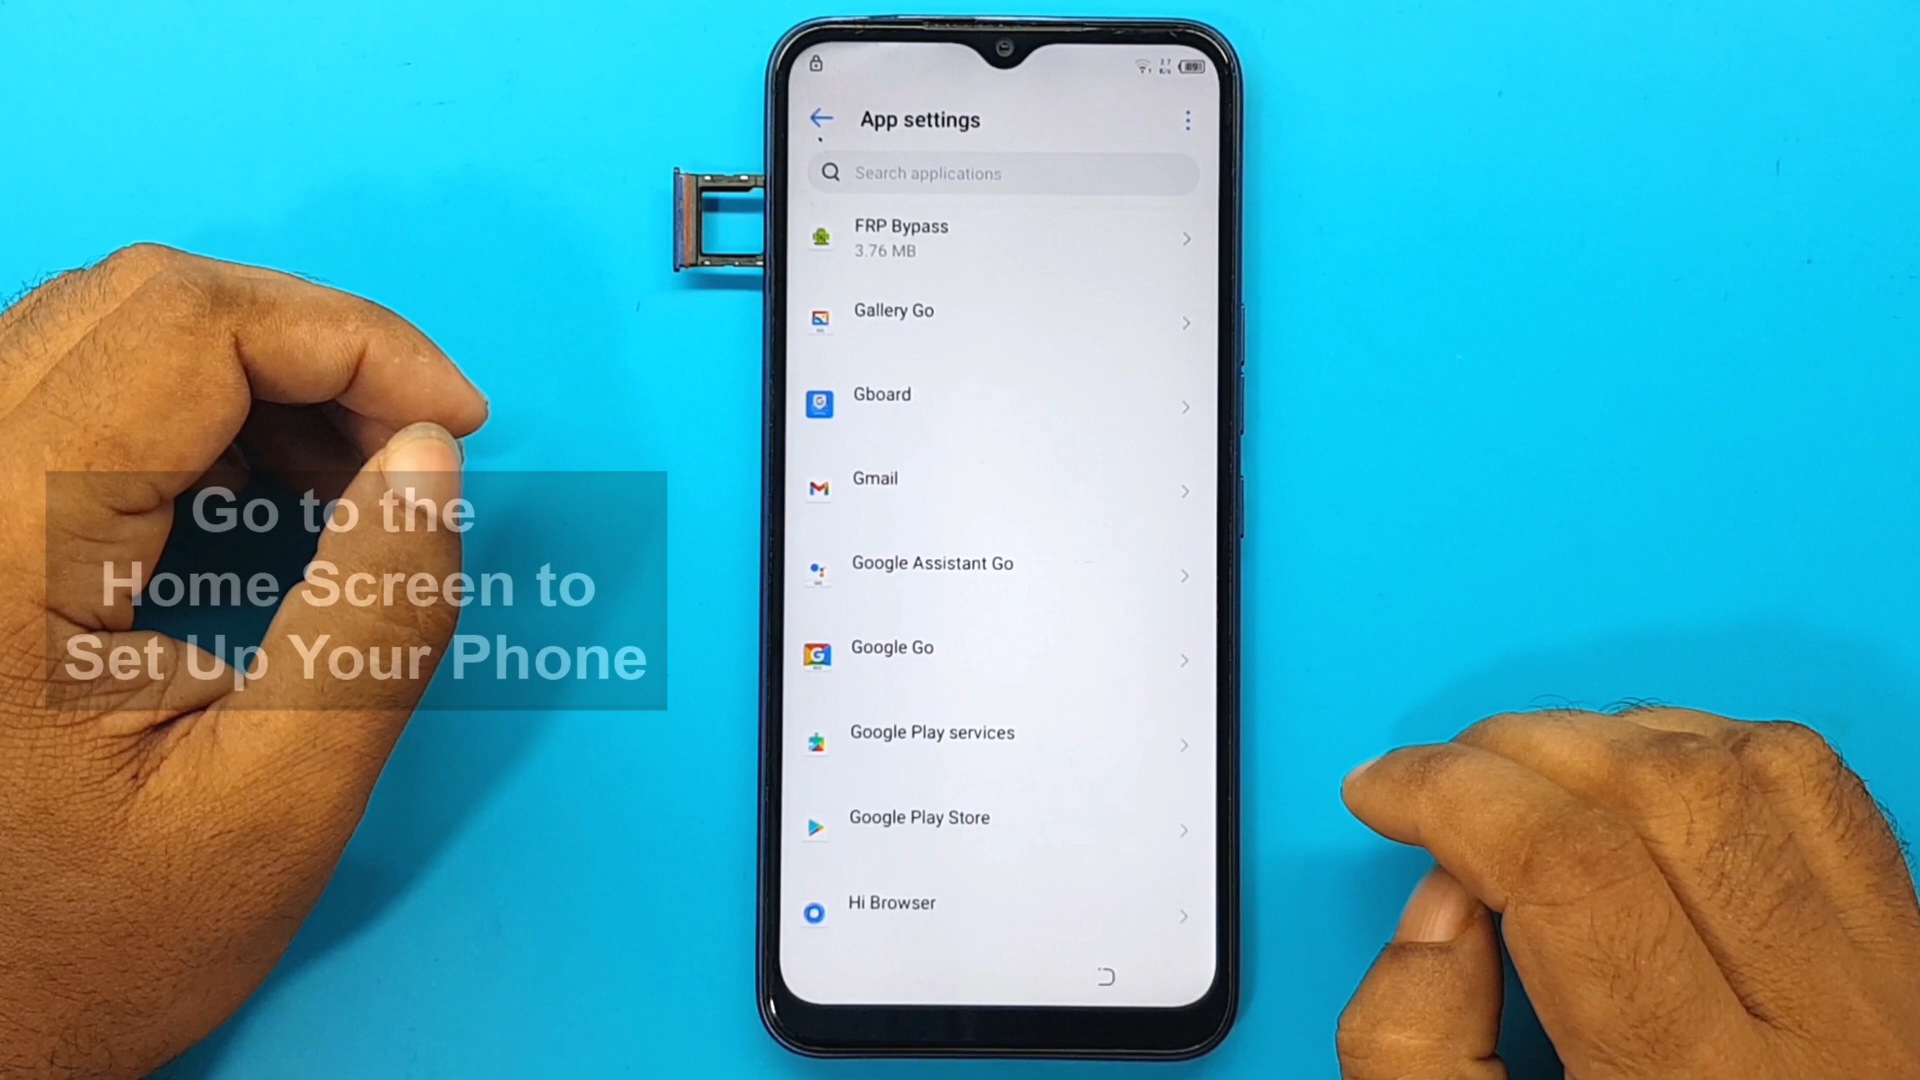 App settings
Search applications
FRP Bypass
3.76 MB
Gallery Go
Gboard
Gmail
Google Assistant Go
Google Go
Google Play services
Google Play Store
Hi Browser
Go to the
Home Screen to
Set Up Your Phone